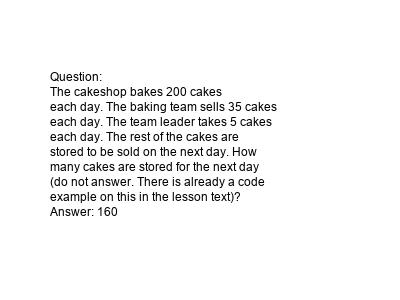 Question:
The cakeshop bakes 200 cakes
each day. The baking team sells 35 cakes
each day. The team leader takes 5 cakes
each day. The rest of the cakes are
stored to be sold on the next day. How
many cakes are stored for the next day
(do not answer. There is already a code
example on this in the lesson text)?
Answer: 160